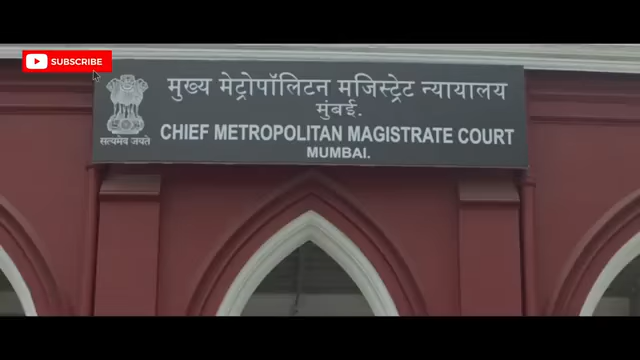 SUBSCRIBE
मुख्य मेट्रोपॉलिटन मजिस्ट्रेट न्यायालय
मुंबई.
सत्यमेव जयते
CHIEF METROPOLITAN MAGISTRATE COURT
MUMBAI.